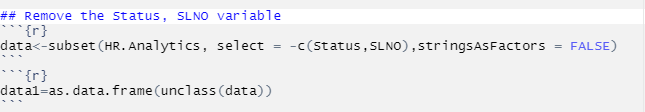 ## Remove the Status, SLNO variable
```{r}
data<-subset(HR.Analytics, select = -c(Status,SLNO),stringsAsFactors = FALSE)
```
```{r}
data1=as.data.frame(unclass(data))
```